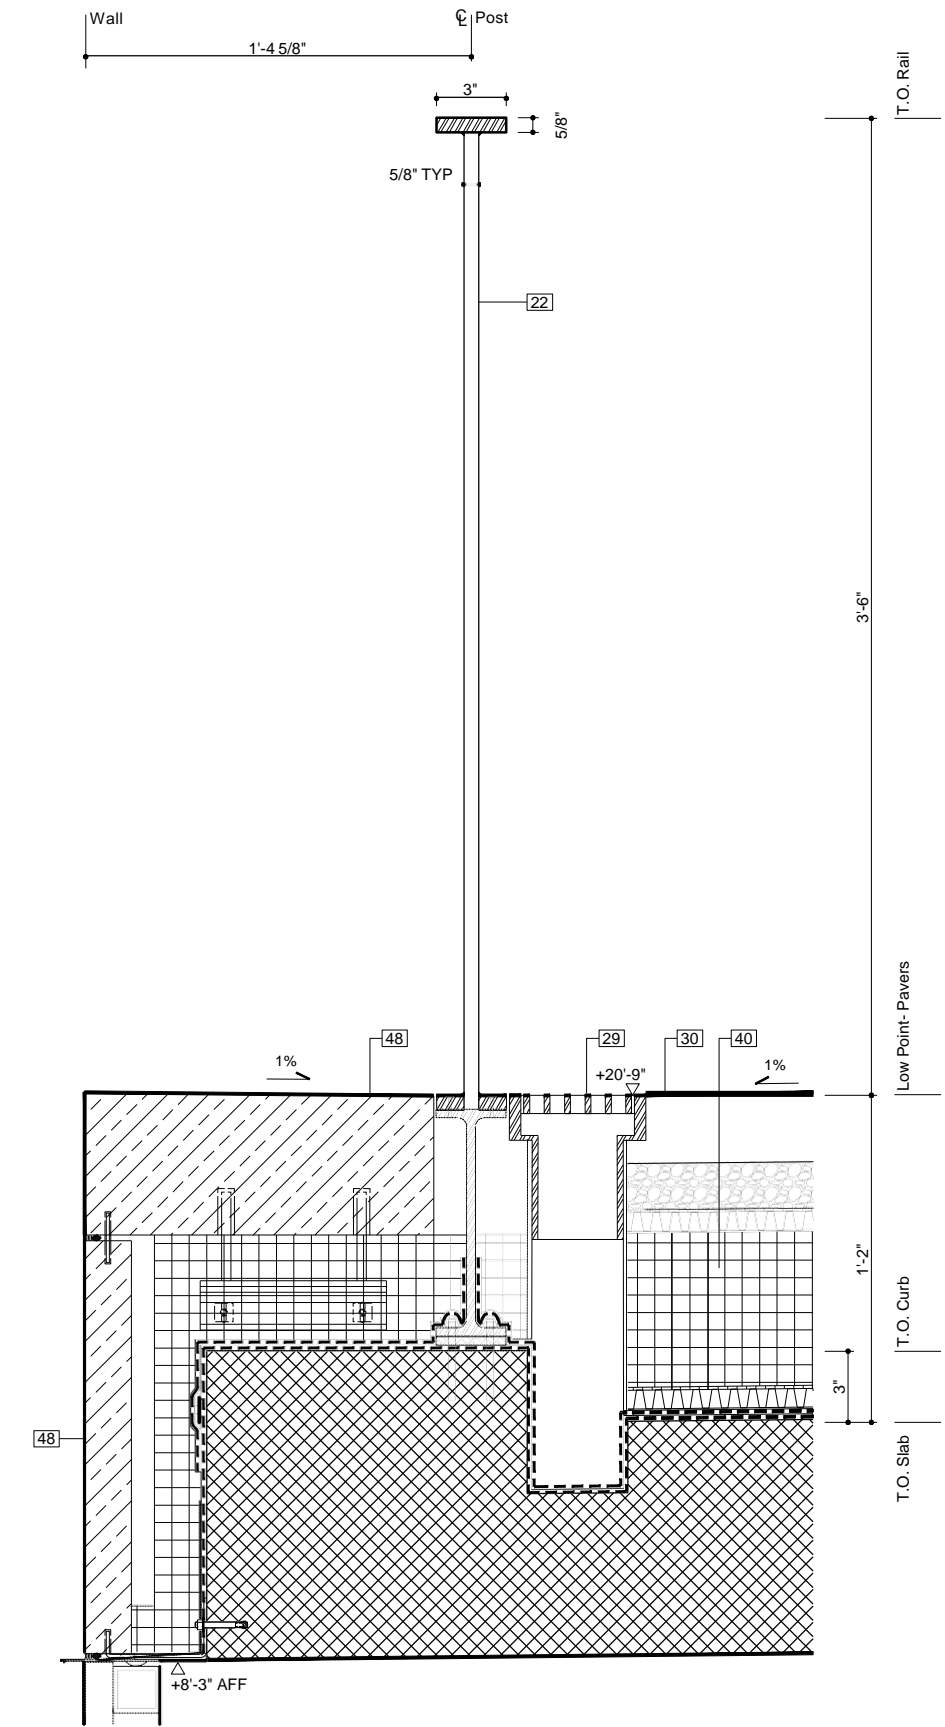 Wall
℄ Post
1'-4 5/8"
T.O. Rail
3"
5/8"
5/8" TYP
22
3'-6"
Low Point- Pavers
48
29
30
40
1%
+20'-9"
1%
1'-2"
T.O. Curb
3"
48
T.O. Slab
+8'-3" AFF